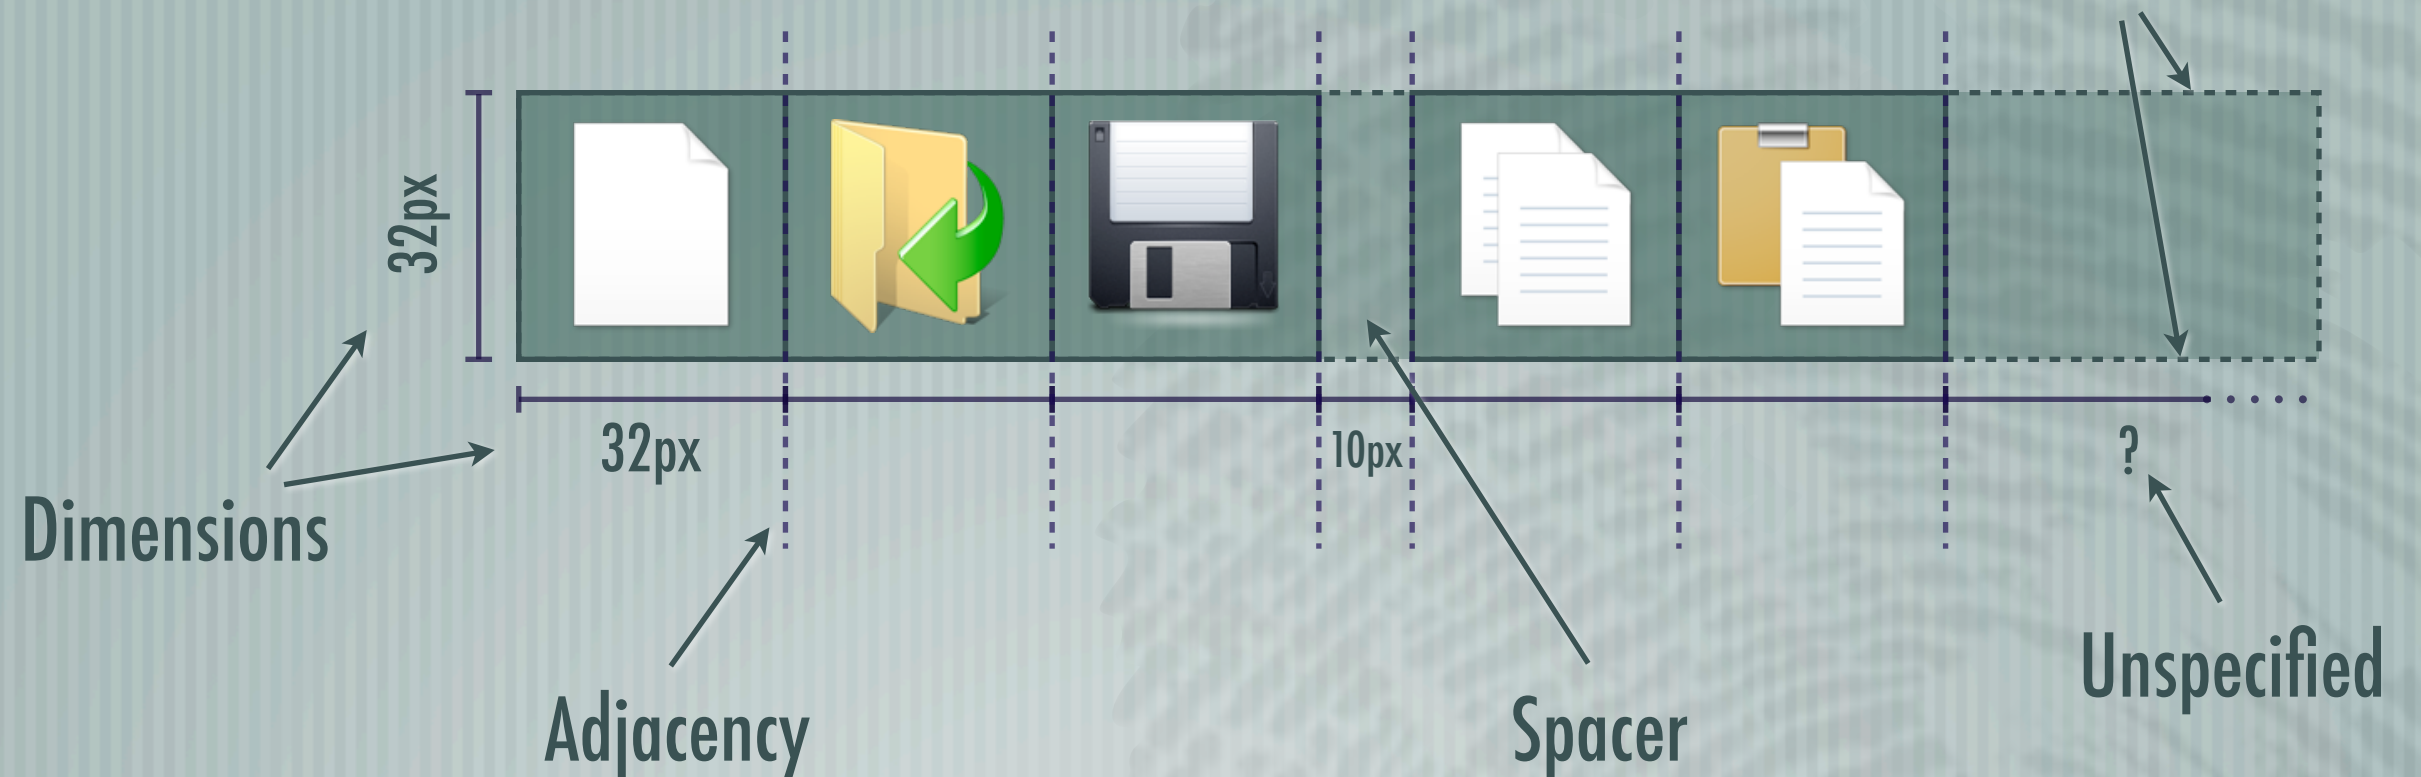 32px
32px
10px
?
Dimensions
Unspecified
Adjacency
Spacer